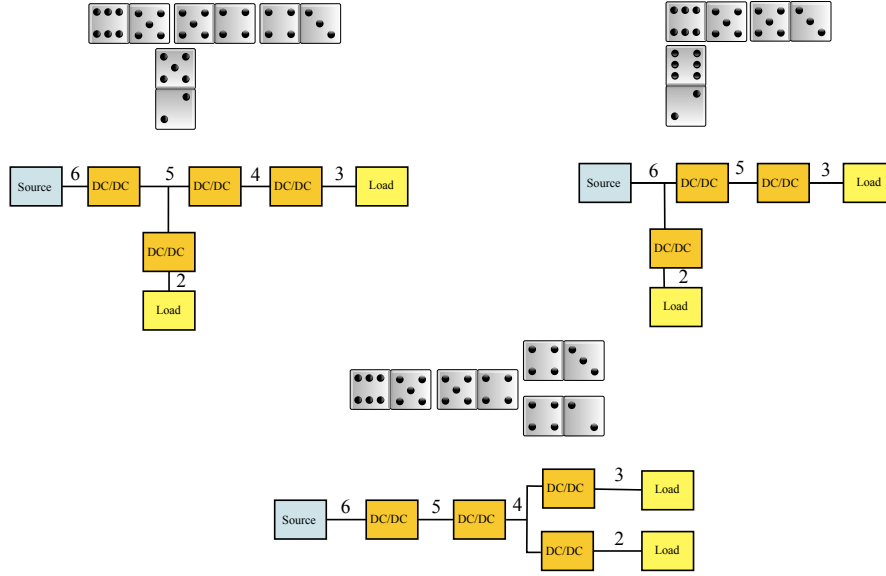 6 5 4 3
Source DC/DC DC/DC DC/DC Load
DC/DC
2
Load
6 5 3
Source DC/DC DC/DC Load
DC/DC
2
Load
3
DC/DC Load
6 5 4
Source DC/DC DC/DC
2
DC/DC Load